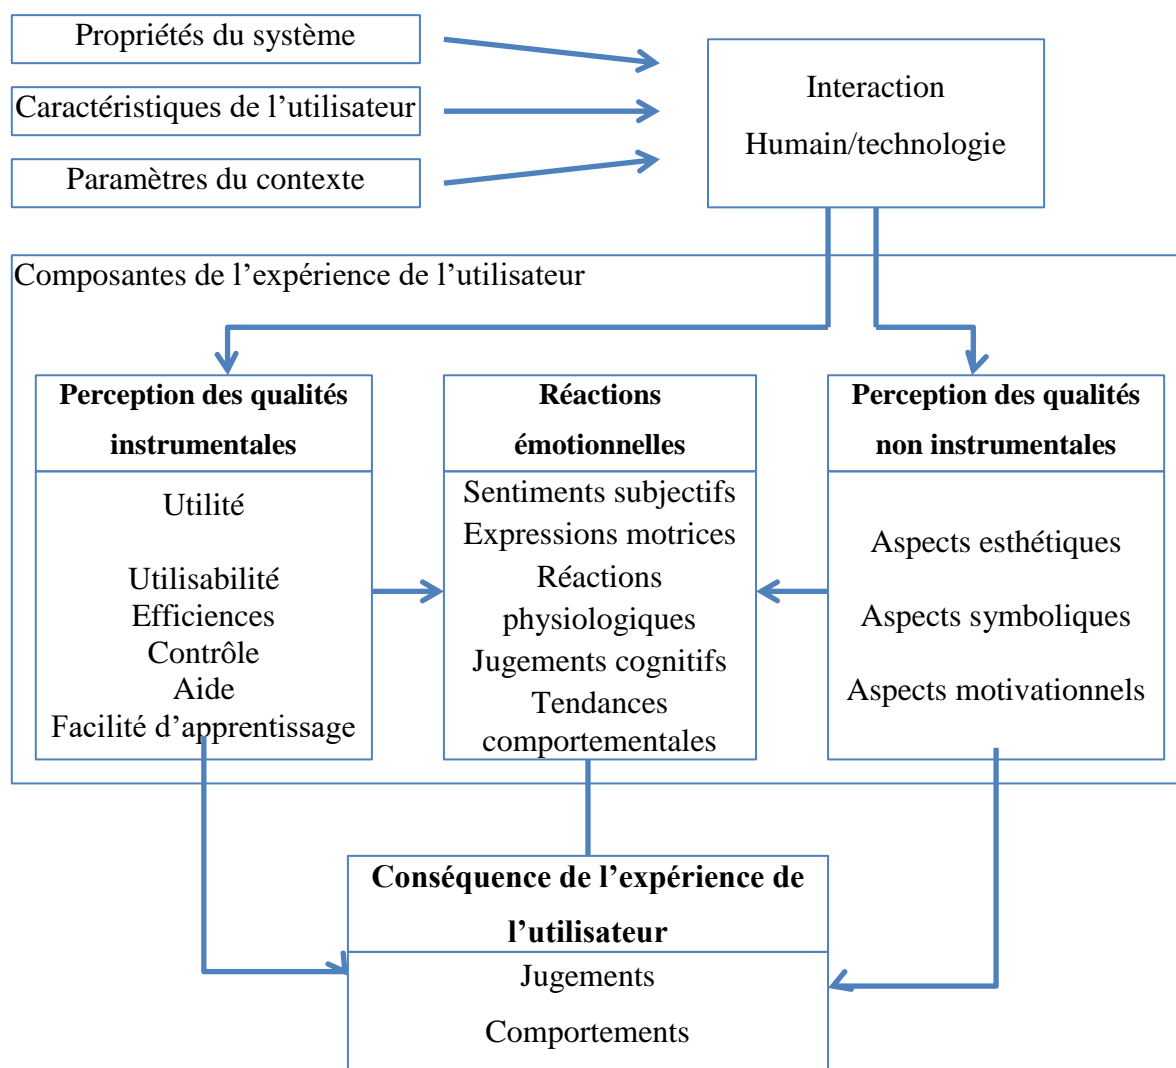 Propriétés du système
Caractéristiques de l’utilisateur
Paramètres du contexte
Interaction
Humain/technologie
Composantes de l’expérience de l’utilisateur
Perception des qualités
instrumentales
Utilité
Utilisabilité
Efficiences
Contrôle
Aide
Facilité d’apprentissage
Réactions
émotionnelles
Sentiments subjectifs
Expressions motrices
Réactions
physiologiques
Jugements cognitifs
Tendances
comportementales
Perception des qualités
non instrumentales
Aspects esthétiques
Aspects symboliques
Aspects motivationnels
Conséquence de l’expérience de
l’utilisateur
Jugements
Comportements